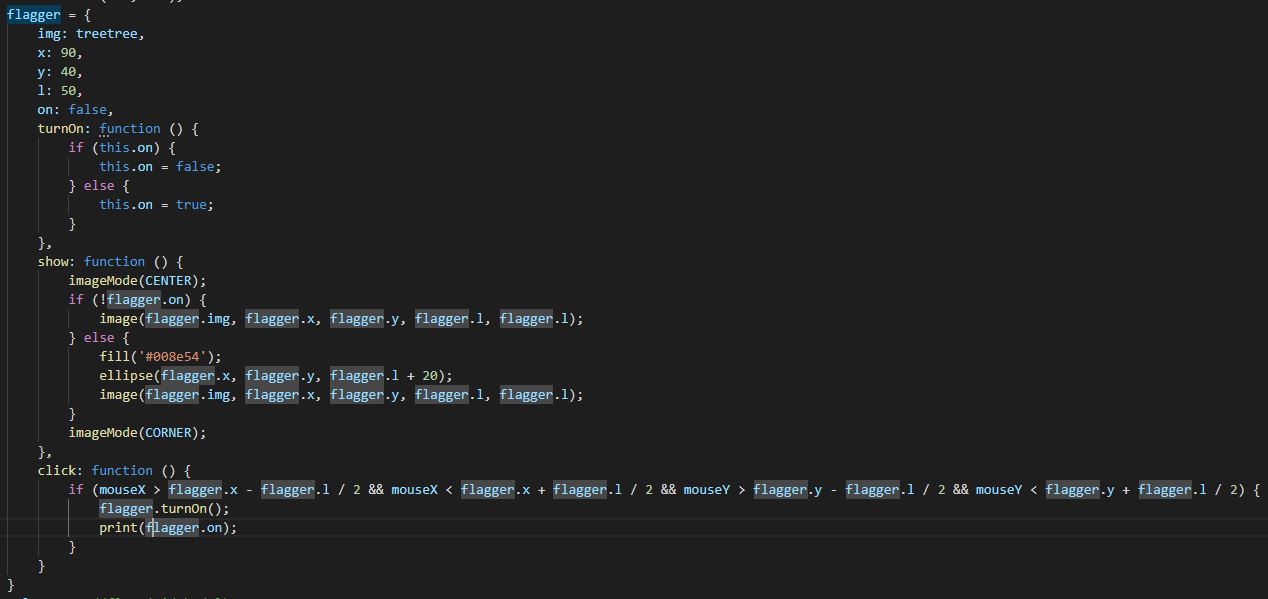 flagger = {
    img: treetree,
    x: 90,
    y: 40,
    l: 50,
    on: false,
    turnOn: function () {
        if (this.on) {
            this.on = false;
        } else {
            this.on = true;
        }
    },
    show: function () {
        imageMode(CENTER);
        if (!flagger.on) {
            image(flagger.img, flagger.x, flagger.y, flagger.l, flagger.l);
        } else {
            fill('#008e54');
            ellipse(flagger.x, flagger.y, flagger.l + 20);
            image(flagger.img, flagger.x, flagger.y, flagger.l, flagger.l);
        }
        imageMode(CORNER);
    },
    click: function () {
        if (mouseX > flagger.x - flagger.l / 2 && mouseX < flagger.x + flagger.l / 2 && mouseY > flagger.y - flagger.l / 2 && mouseY < flagger.y + flagger.l / 2) {
            flagger.turnOn();
            print(flagger.on);
        }
    }
}